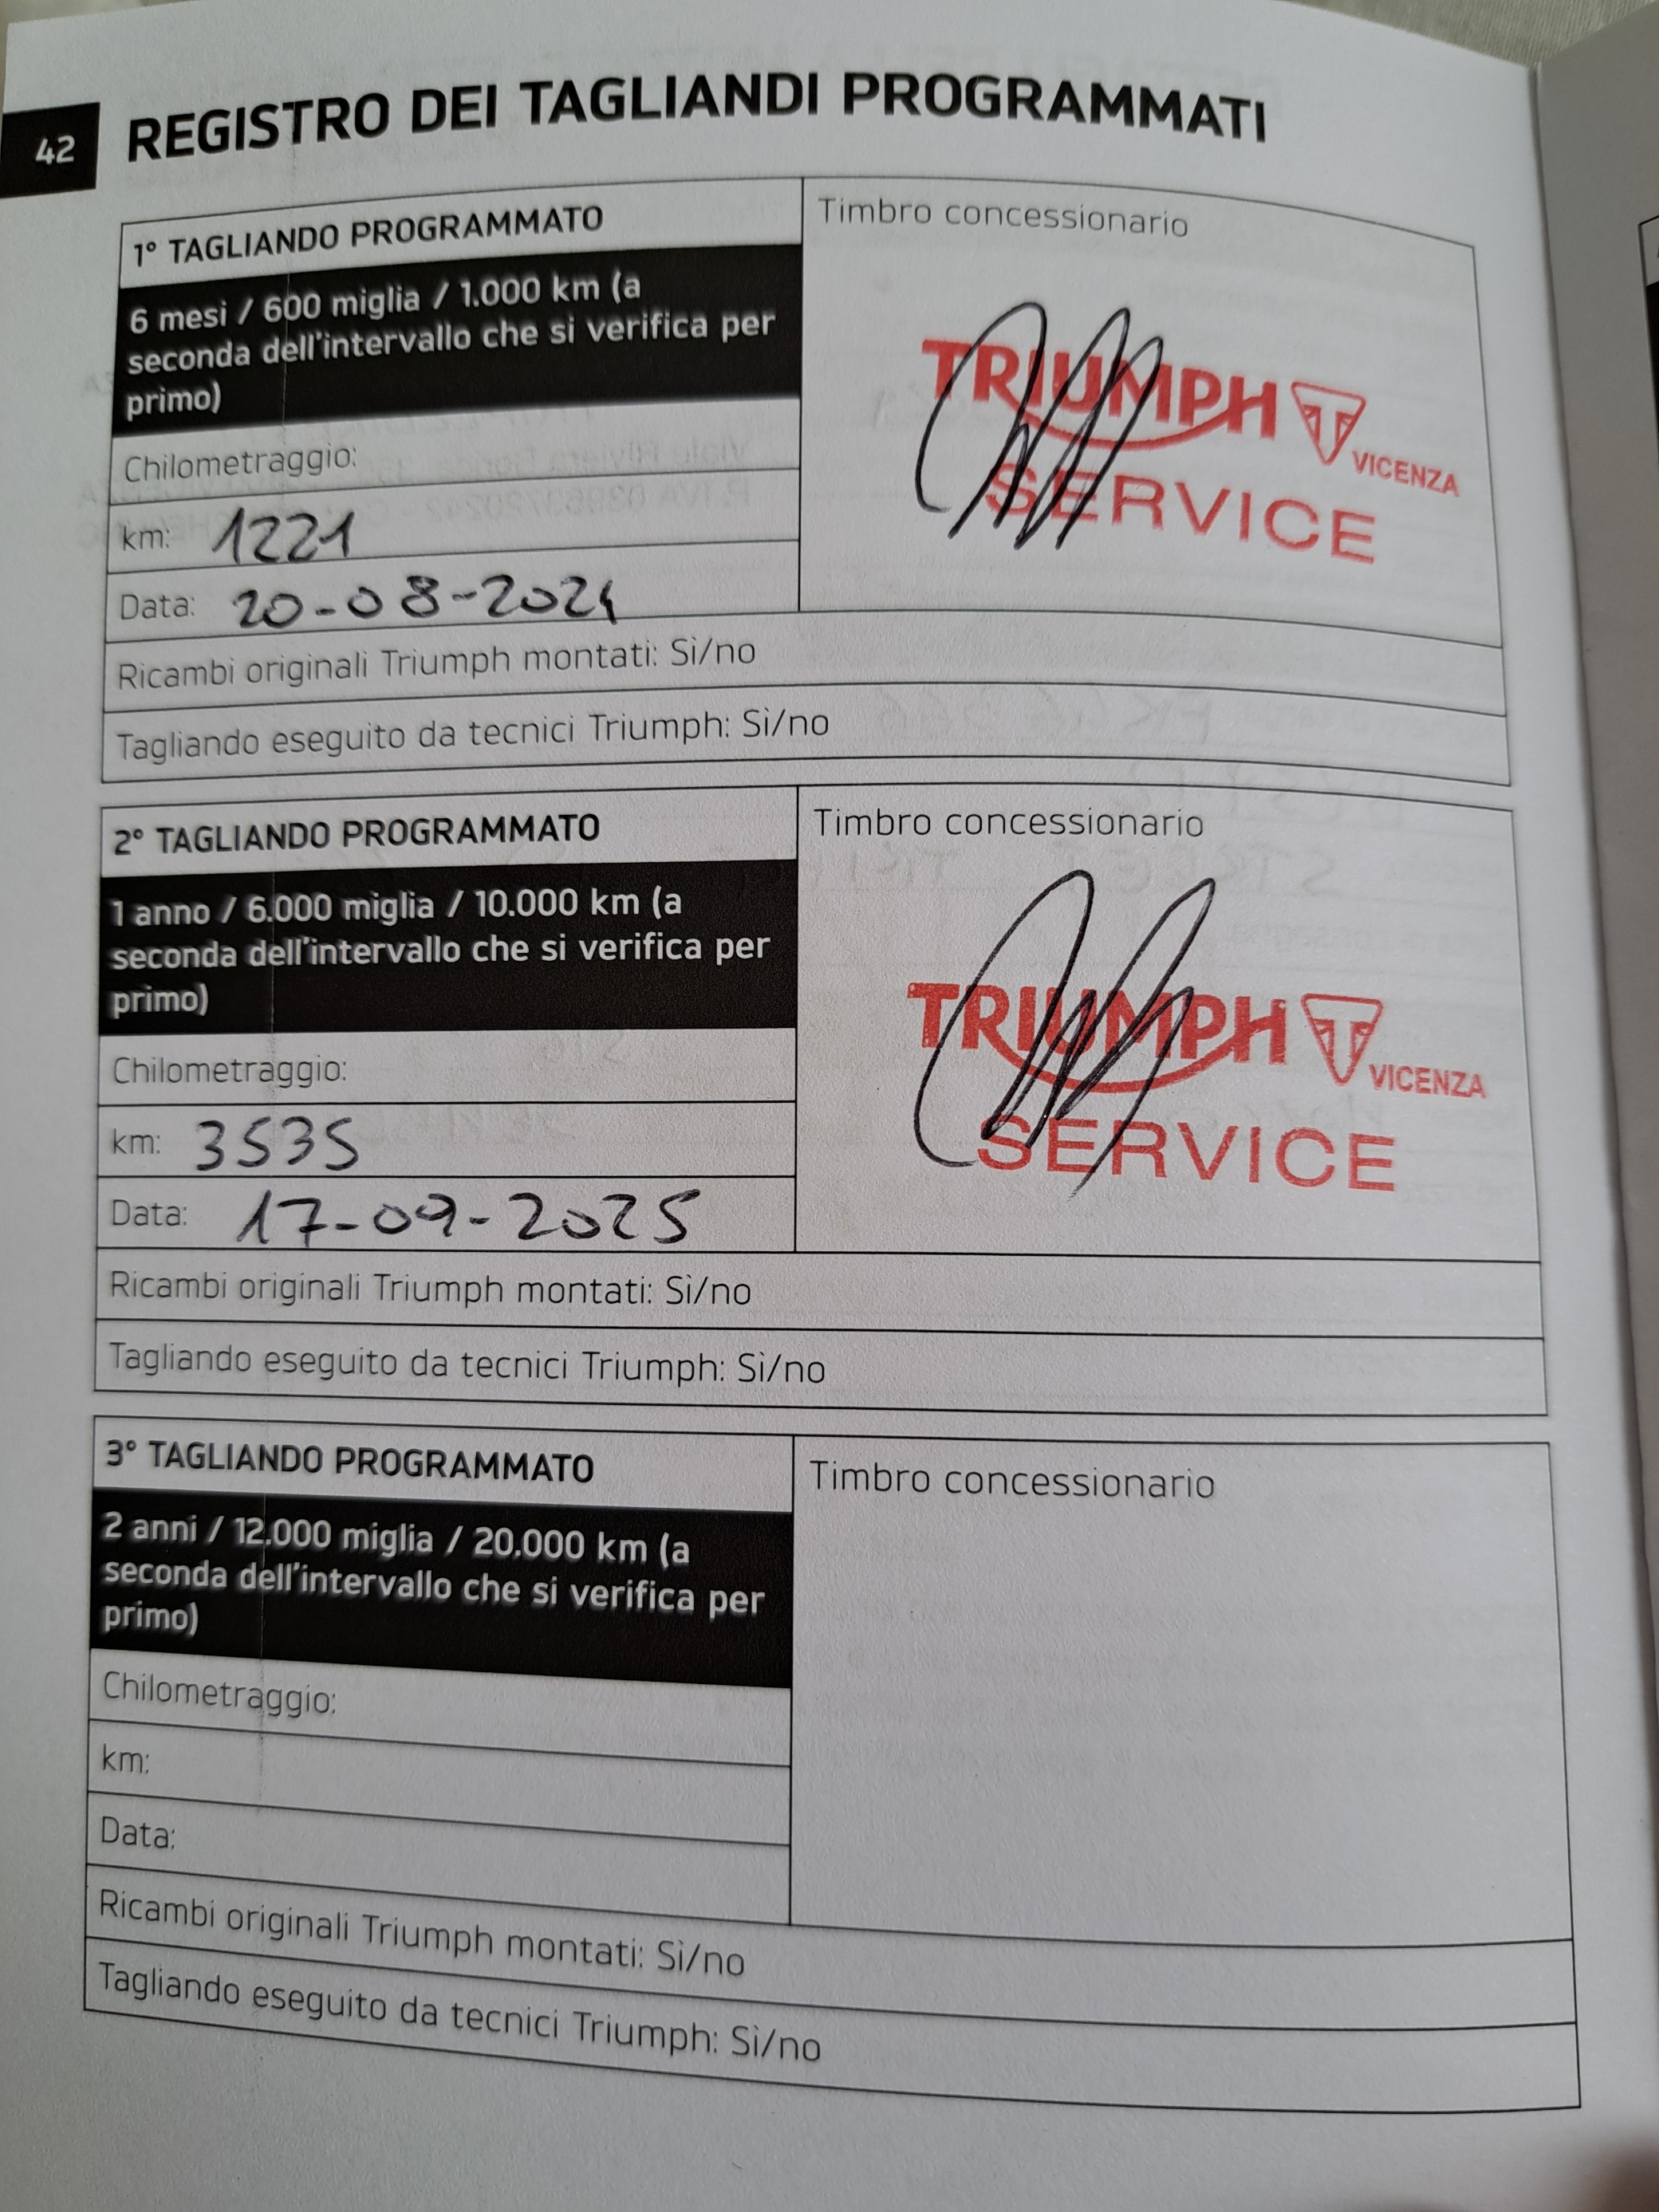 42
REGISTRO DEI TAGLIANDI PROGRAMMATI
1° TAGLIANDO PROGRAMMATO
6 mesi / 600 miglia / 1.000 km (a
seconda dell'intervallo che si verifica per
primo)
Chilometraggio:
km: 1221
Data: 20-08-2024
Timbro concessionario
TRIUMPH
VICENZA
SERVICE
Ricambi originali Triumph montati: Sì/no
Tagliando eseguito da tecnici Triumph: Sì/no
2° TAGLIANDO PROGRAMMATO
1 anno / 6.000 miglia / 10.000 km (a
seconda dell'intervallo che si verifica per
primo)
Chilometraggio:
km: 3535
Data: 17-09-2025
Timbro concessionario
TRIUMPH
VICENZA
SERVICE
Ricambi originali Triumph montati: Sì/no
Tagliando eseguito da tecnici Triumph: Sì/no
3° TAGLIANDO PROGRAMMATO
2 anni / 12.000 miglia / 20.000 km (a
seconda dell'intervallo che si verifica per
primo)
Chilometraggio:
km:
Data:
Timbro concessionario
Ricambi originali Triumph montati: Sì/no
Tagliando eseguito da tecnici Triumph: Sì/no